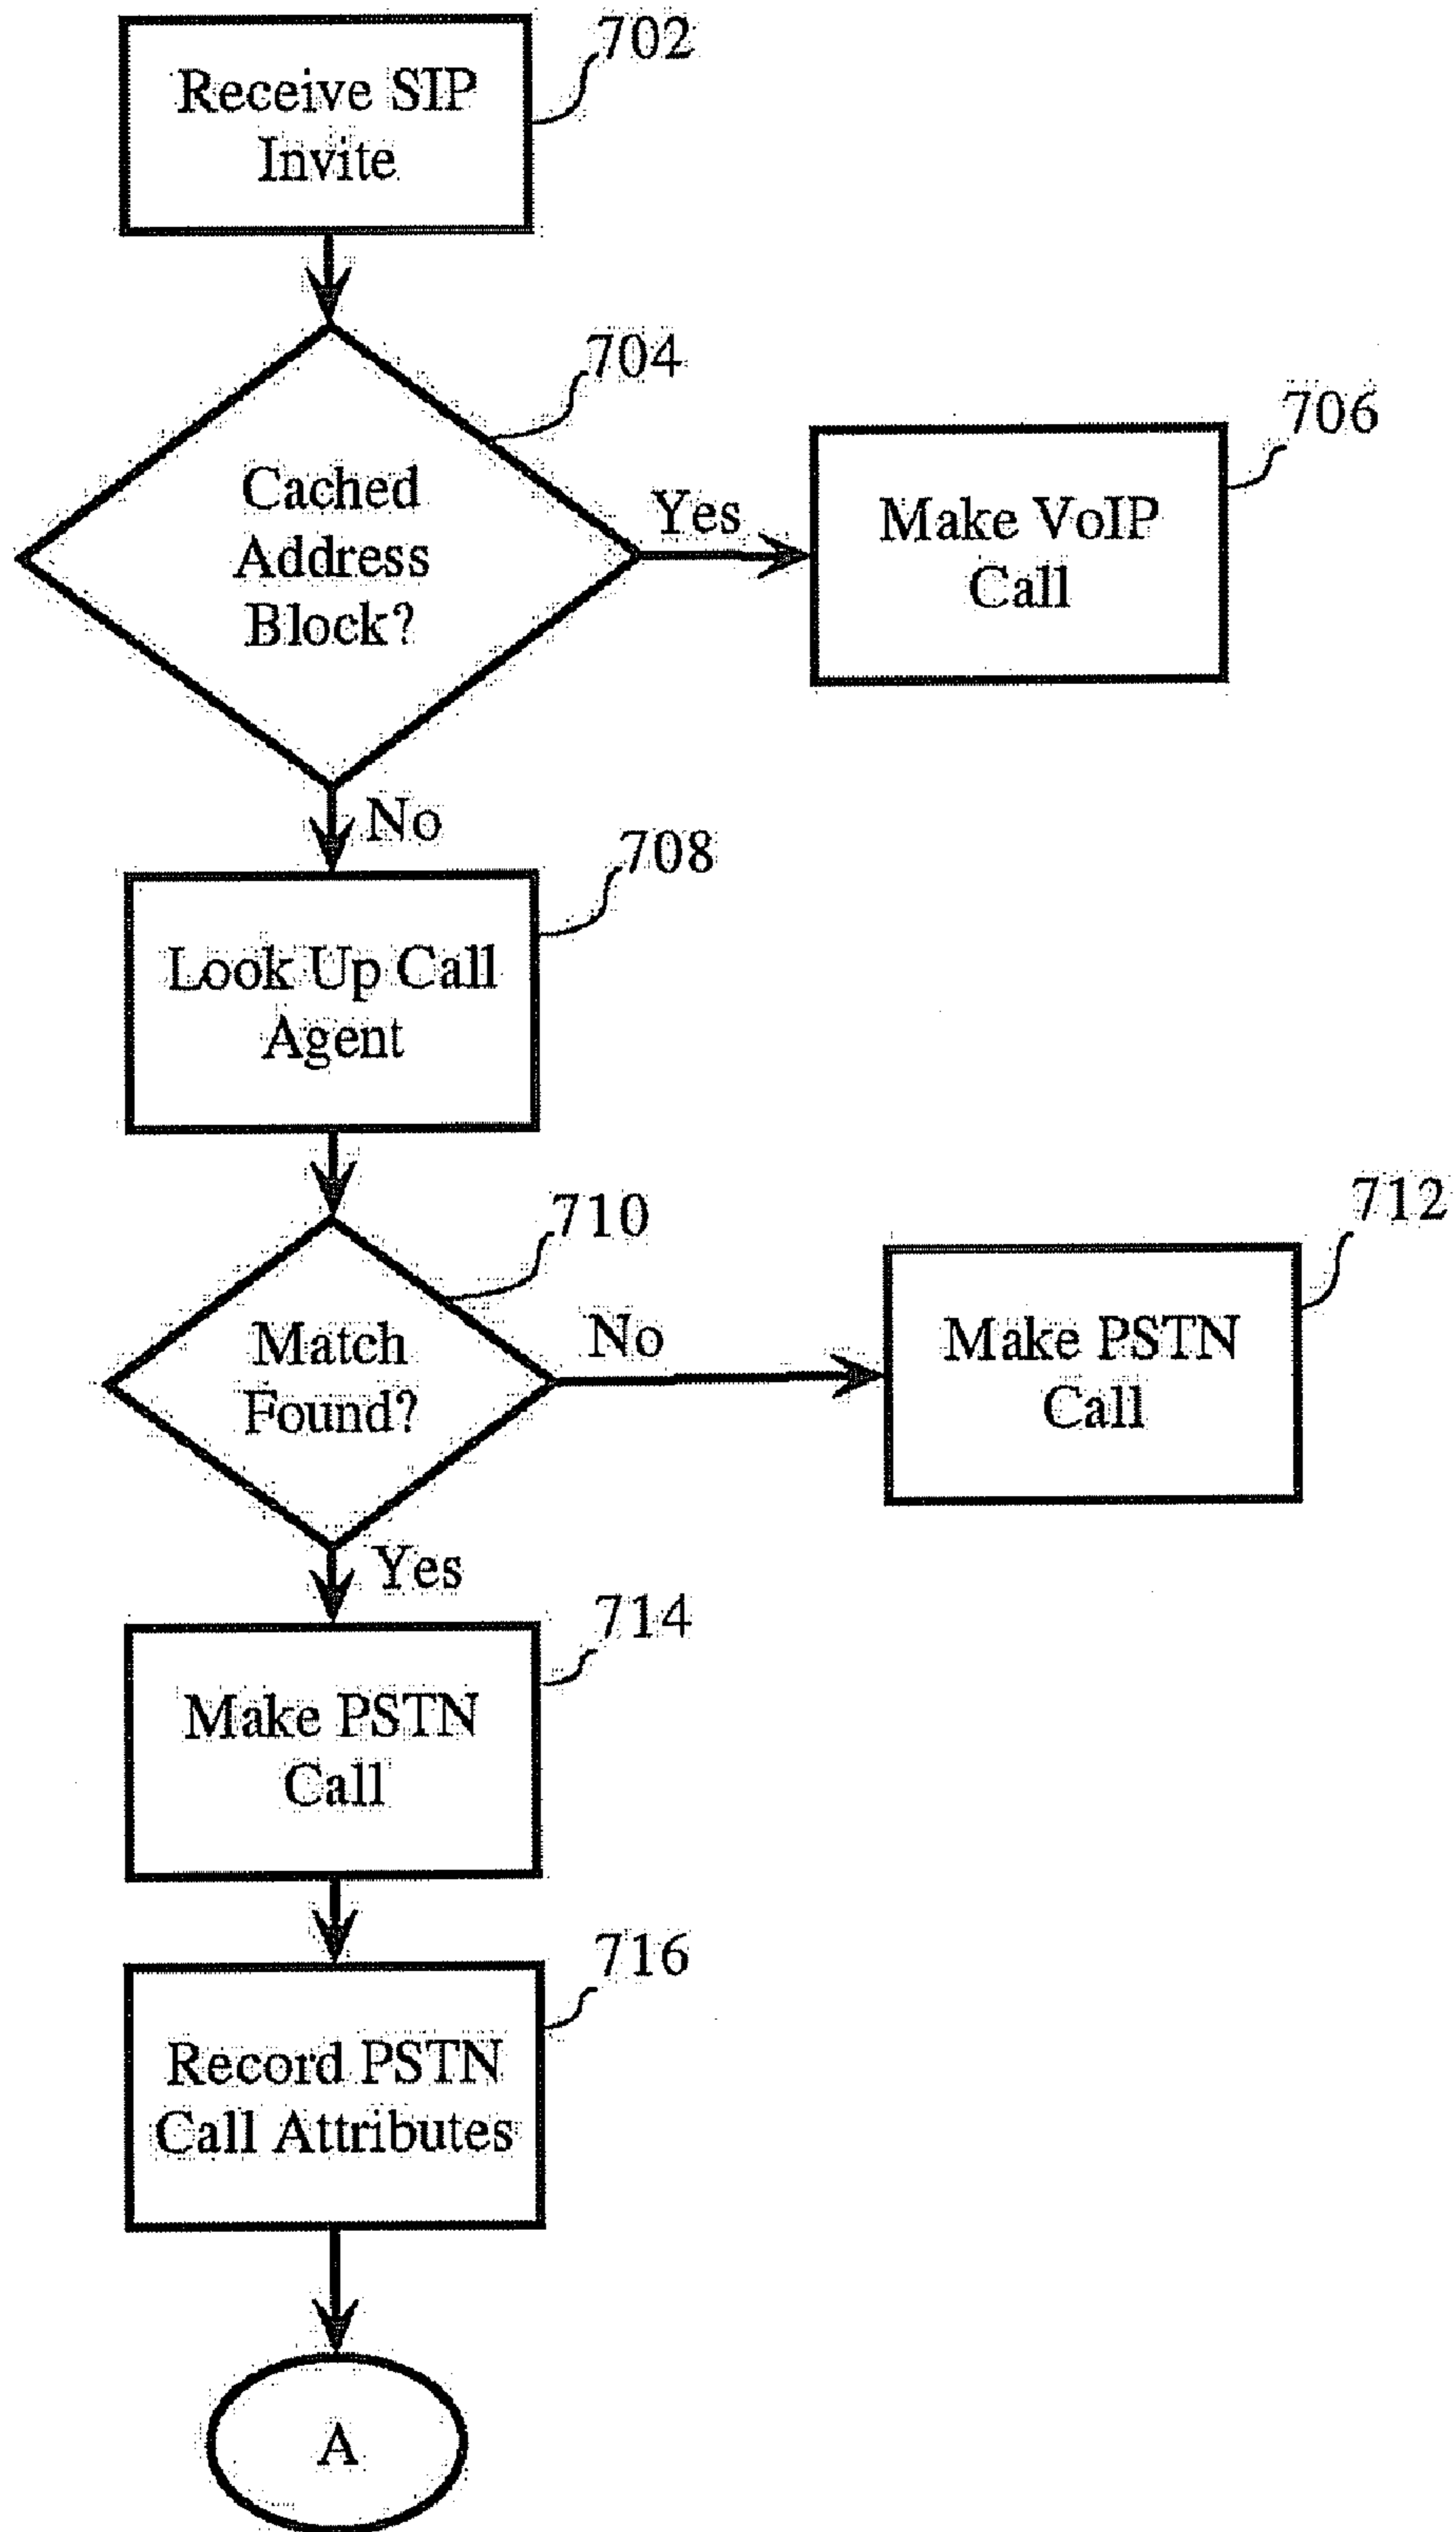 702
Receive SIP
Invite
704
Cached
Address
Block?
Yes
706
Make VoIP
Call
No
708
Look Up Call
Agent
710
Match
Found?
No
712
Make PSTN
Call
Yes
714
Make PSTN
Call
716
Record PSTN
Call Attributes
A